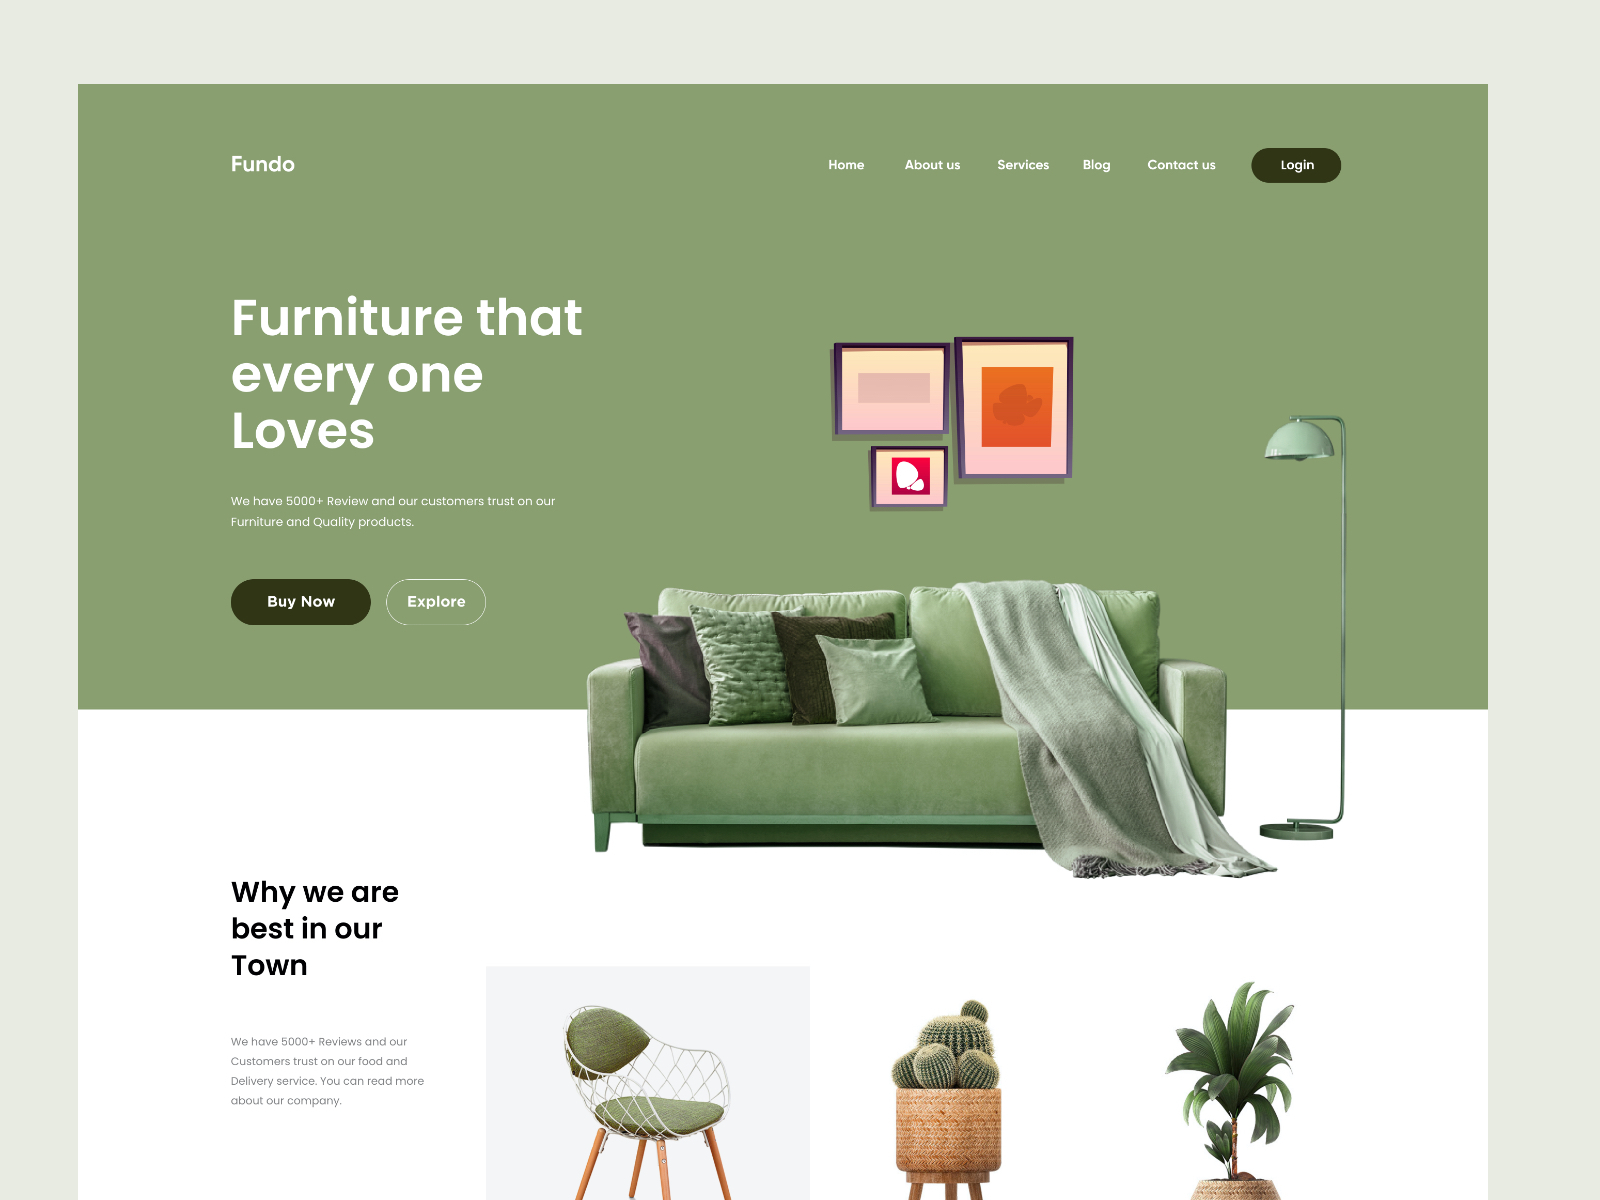 Fundo
Home About us Services Blog Contact us Login
Furniture that
every one
Loves
We have 5000+ Review and our customers trust on our
Furniture and Quality products.
Buy Now Explore
Why we are
best in our
Town
We have 5000+ Reviews and our
Customers trust on our food and
Delivery service. You can read more
about our company.